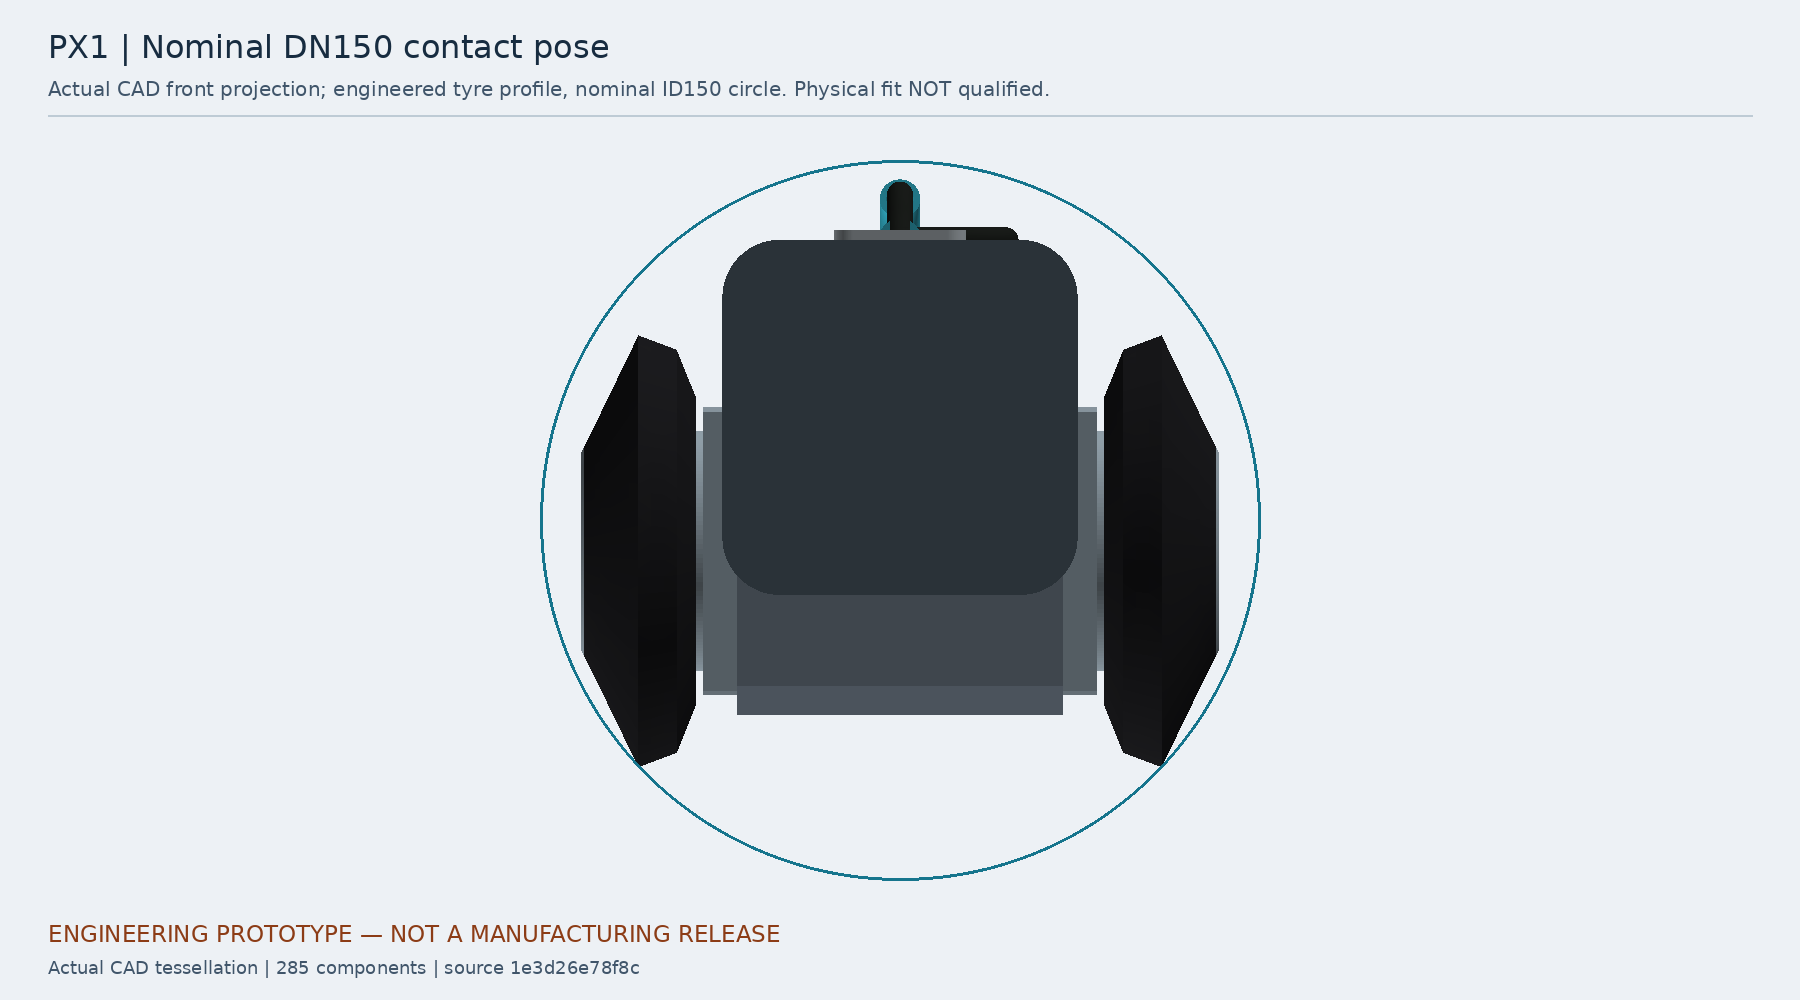 PX1 | Nominal DN150 contact pose
Actual CAD front projection; engineered tyre profile, nominal ID150 circle. Physical fit NOT qualified.
ENGINEERING PROTOTYPE — NOT A MANUFACTURING RELEASE
Actual CAD tessellation | 285 components | source 1e3d26e78f8c